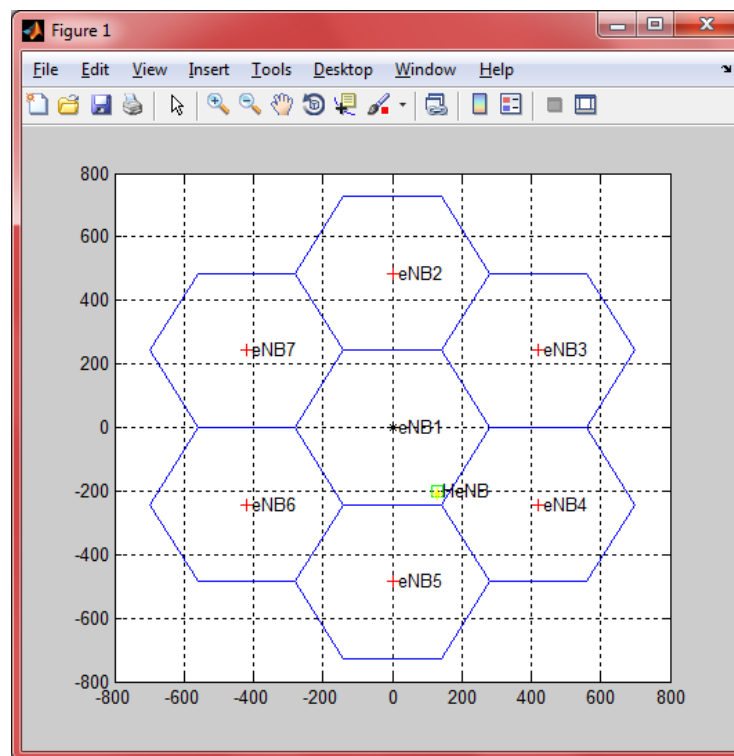 Figure 1
File Edit View Insert Tools Desktop Window Help
800
600
eNB2
400
eNB7
eNB3
200
0
eNB1
-200
HeNB
eNB6
eNB4
-400
eNB5
-600
-800
-800 -600 -400 -200 0 200 400 600 800